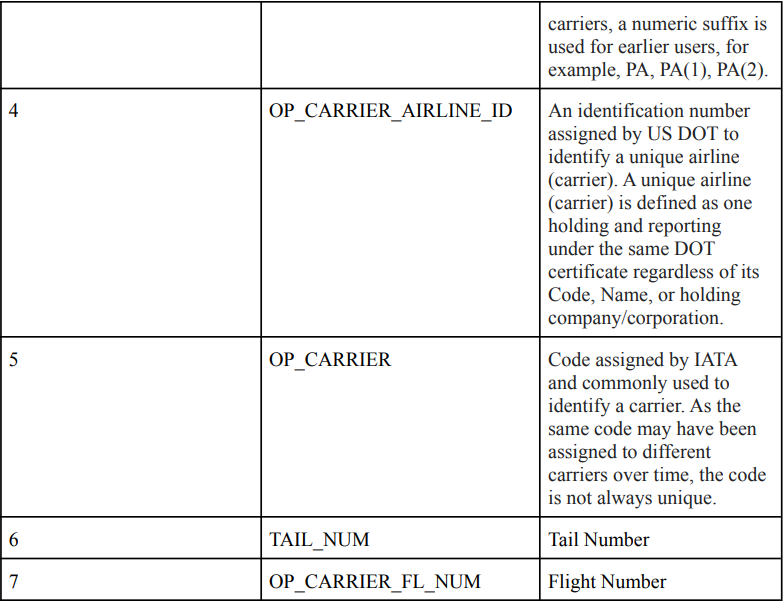 carriers, a numeric suffix is
used for earlier users, for
example, PA, PA(1), PA(2).
4
OP_CARRIER_AIRLINE_ID
An identification number
assigned by US DOT to
identify a unique airline
(carrier). A unique airline
(carrier) is defined as one
holding and reporting
under the same DOT
certificate regardless of its
Code, Name, or holding
company/corporation.
5
OP_CARRIER
Code assigned by IATA
and commonly used to
identify a carrier. As the
same code may have been
assigned to different
carriers over time, the code
is not always unique.
6
TAIL_NUM
Tail Number
7
OP_CARRIER_FL_NUM
Flight Number